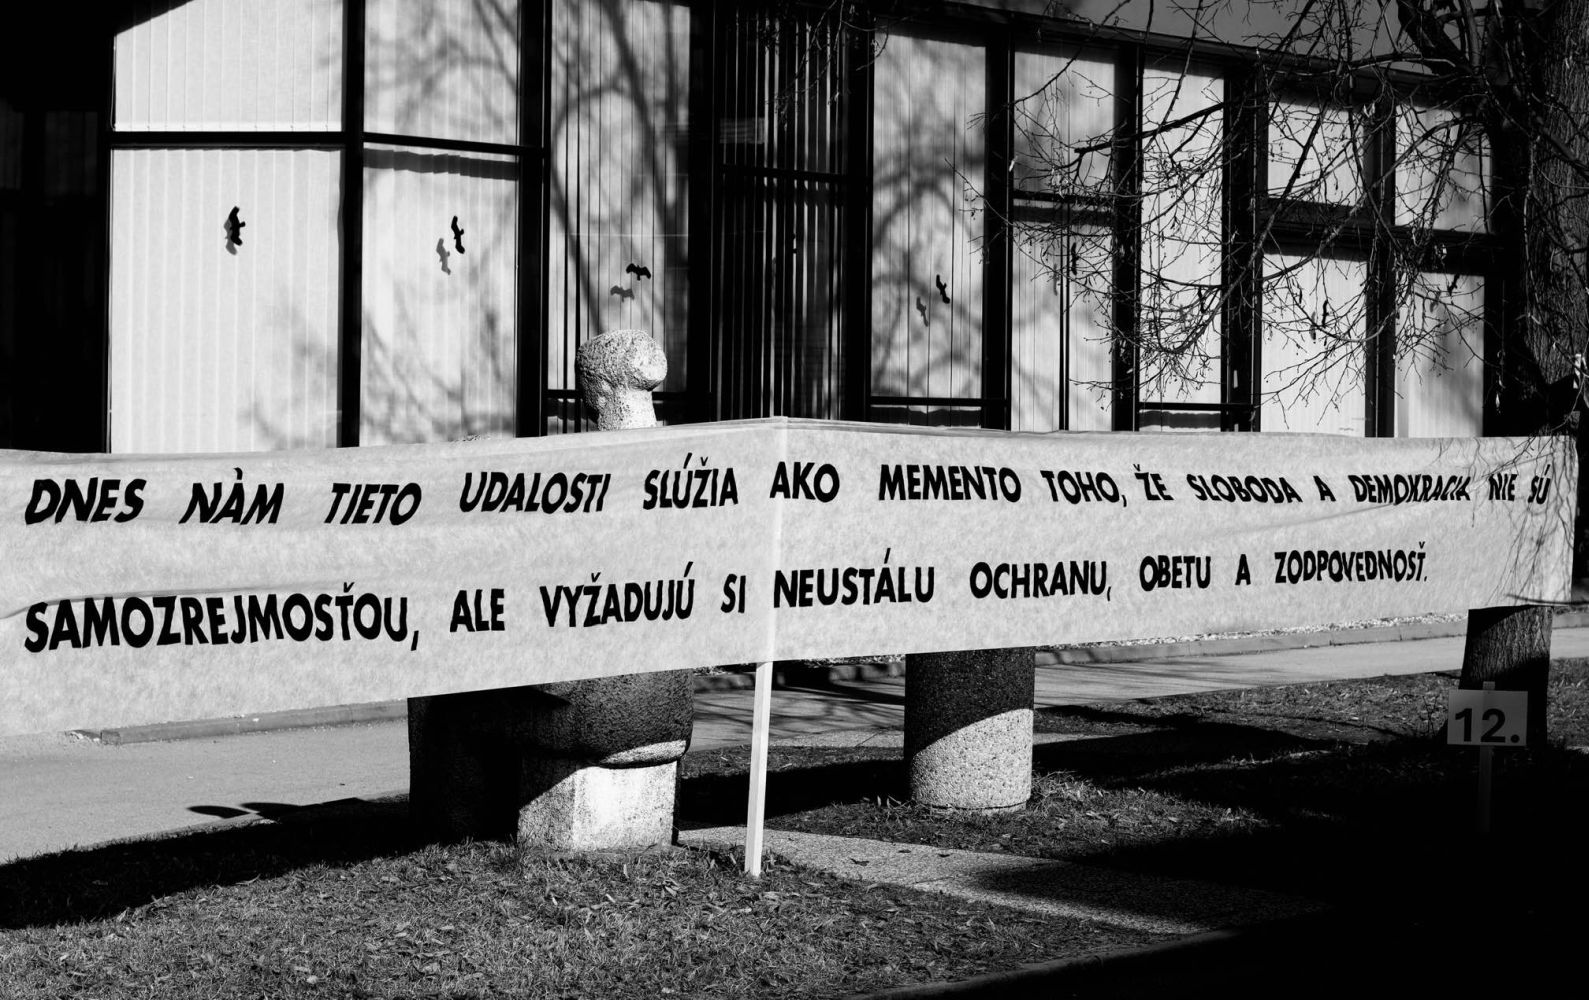 DNES NÀM TIETO UDALOSTI SLÚŽIA AKO MEMENTO TOHO, ŽE SLOBODA A DEMOKRACIA NIE SÚ
SAMOZREJMOSŤOU, ALE VYŽADUJÚ SI NEUSTÁLU OCHRANU, OBETU A ZODPOVEDNOSŤ.
12.